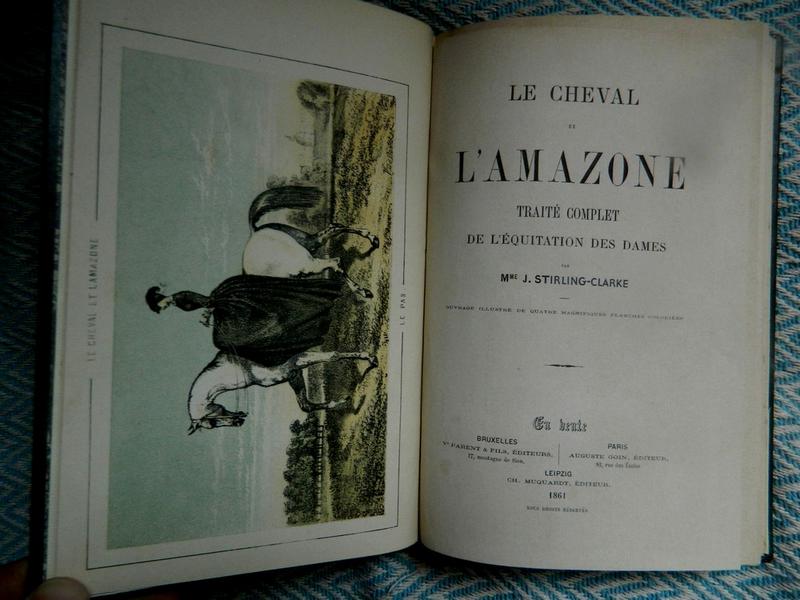 LE CHEVAL ET L'AMAZONE
LE PAS
LE CHEVAL
ET
L'AMAZONE
TRAITÉ COMPLET
DE L'ÉQUITATION DES DAMES
PAR
MME J. STIRLING-CLARKE
OUVRAGE ILLUSTRÉ DE QUATRE MAGNIFIQUES PLANCHES COLORIÉES
En vente
BRUXELLES
Ve PARENT & FILS, ÉDITEURS,
17, montagne de Sion,
PARIS
AUGUSTE GOIN, ÉDITEUR,
82, rue des Écoles
LEIPZIG
CH. MUQUARDT, ÉDITEUR.
1861
TOUS DROITS RÉSERVÉS